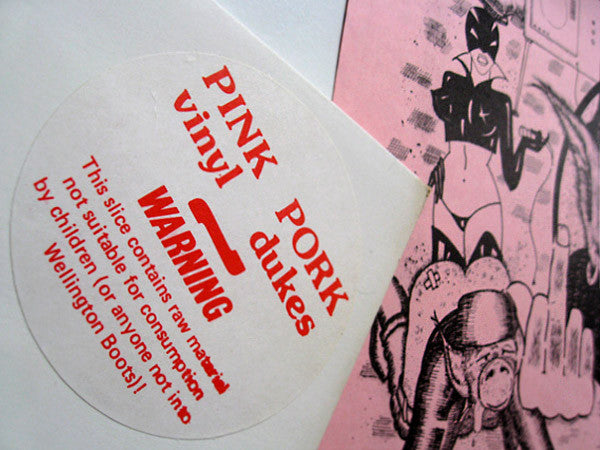 PINK PORK
vinyl dukes
WARNING
This slice contains raw material
not suitable for consumption
by children (or anyone not into
Wellington Boots)!